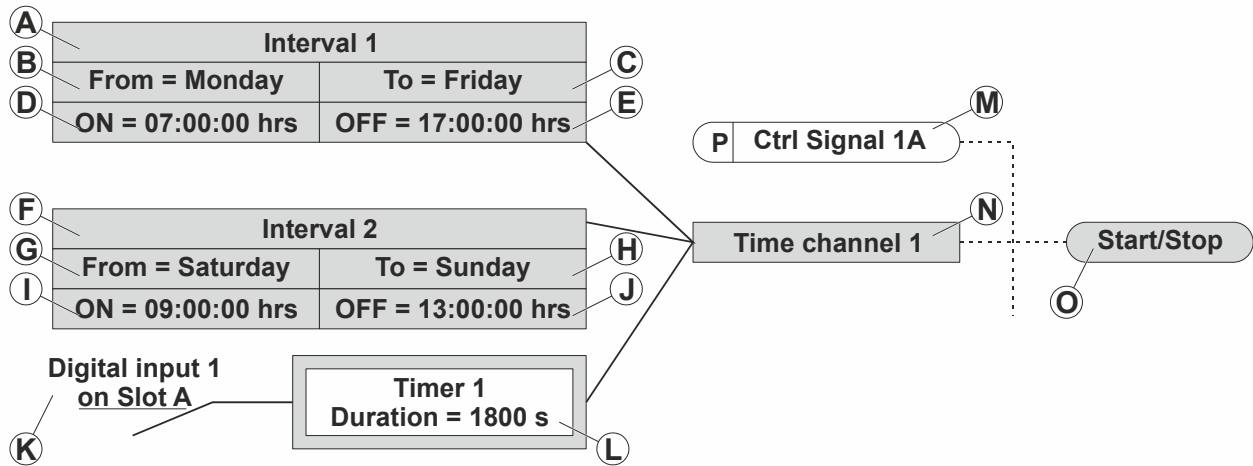 A
Interval 1
B
From = Monday
To = Friday
C
D
ON = 07:00:00 hrs
OFF = 17:00:00 hrs
E
P
Ctrl Signal 1A
M
F
Interval 2
G
From = Saturday
To = Sunday
H
I
ON = 09:00:00 hrs
OFF = 13:00:00 hrs
J
Time channel 1
N
Start/Stop
O
Digital input 1
on Slot A
K
Timer 1
Duration = 1800 s
L